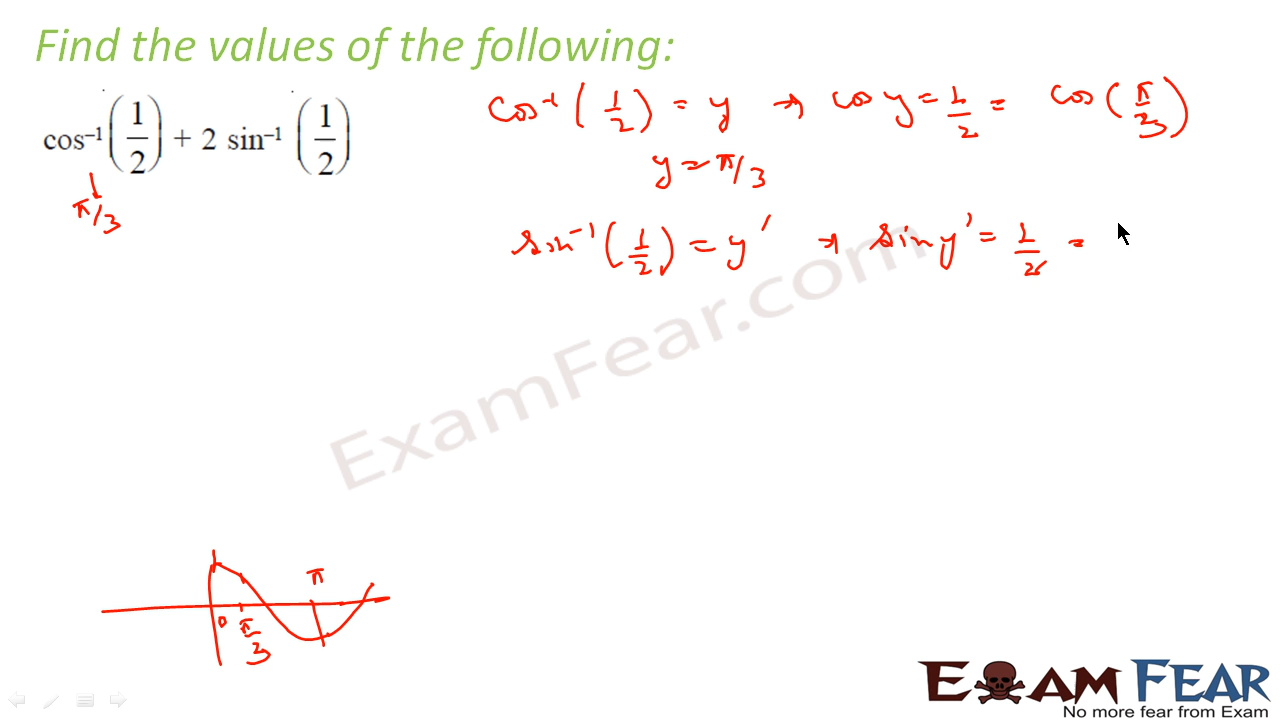 Find the values of the following:
cos⁻¹(1/2) + 2 sin⁻¹(1/2)
π/3
cos⁻¹(1/2) = y → cos y = 1/2 = cos(π/3)
y = π/3
sin⁻¹(1/2) = y' → sin y' = 1/2 =
ExamFear.com
π
0
π/3
EXAM FEAR
No more fear from Exam